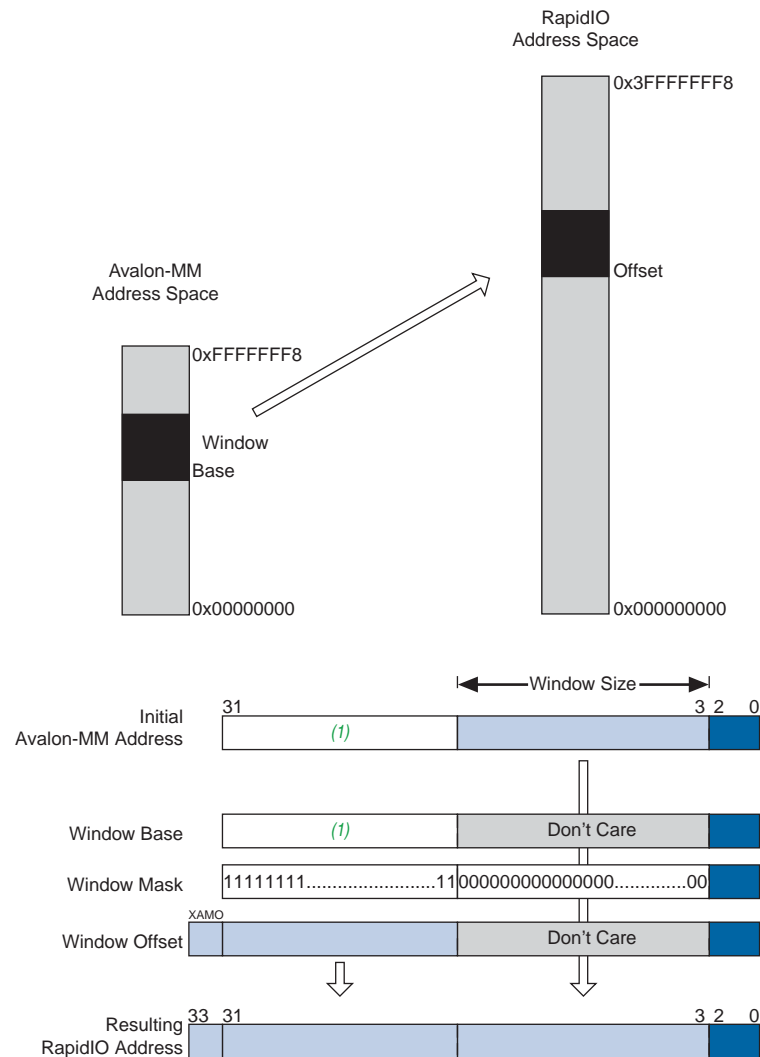 RapidIO
Address Space
0x3FFFFFFF8
Offset
0x000000000
Avalon-MM
Address Space
0xFFFFFFF8
Window
Base
0x00000000
Window Size
31 3 2 0
Initial
Avalon-MM Address
(1)
Window Base
(1)
Don't Care
Window Mask
11111111..........................11 000000000000000..............00
XAMO
Window Offset
Don't Care
33 31 3 2 0
Resulting
RapidIO Address